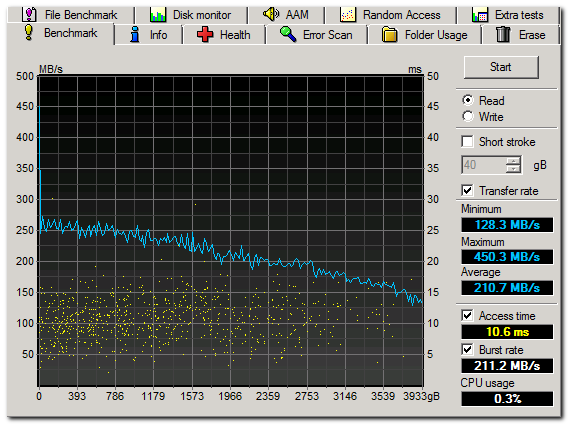 File Benchmark Disk monitor AAM Random Access Extra tests
Benchmark Info Health Error Scan Folder Usage Erase
MB/s ms
500 50
450 45
400 40
350 35
300 30
250 25
200 20
150 15
100 10
50 5
0 393 786 1179 1573 1966 2359 2753 3146 3539 3933gB
Start
Read
Write
Short stroke
40 gB
Transfer rate
Minimum
128.3 MB/s
Maximum
450.3 MB/s
Average
210.7 MB/s
Access time
10.6 ms
Burst rate
211.2 MB/s
CPU usage
0.3%